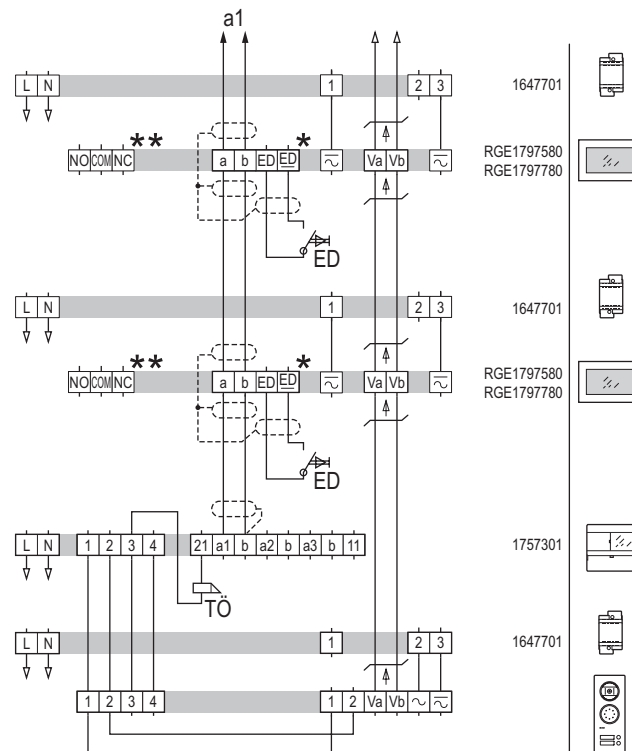 a1
L N 1 2 3 1647701
NO COM NC ** a b ED ED * Va Vb RGE1797580
RGE1797780
ED
L N 1 2 3 1647701
NO COM NC ** a b ED ED * Va Vb RGE1797580
RGE1797780
ED
L N 1 2 3 4 21 a1 b a2 b a3 b 11 1757301
TÖ
L N 1 2 3 1647701
1 2 3 4 1 2 Va Vb